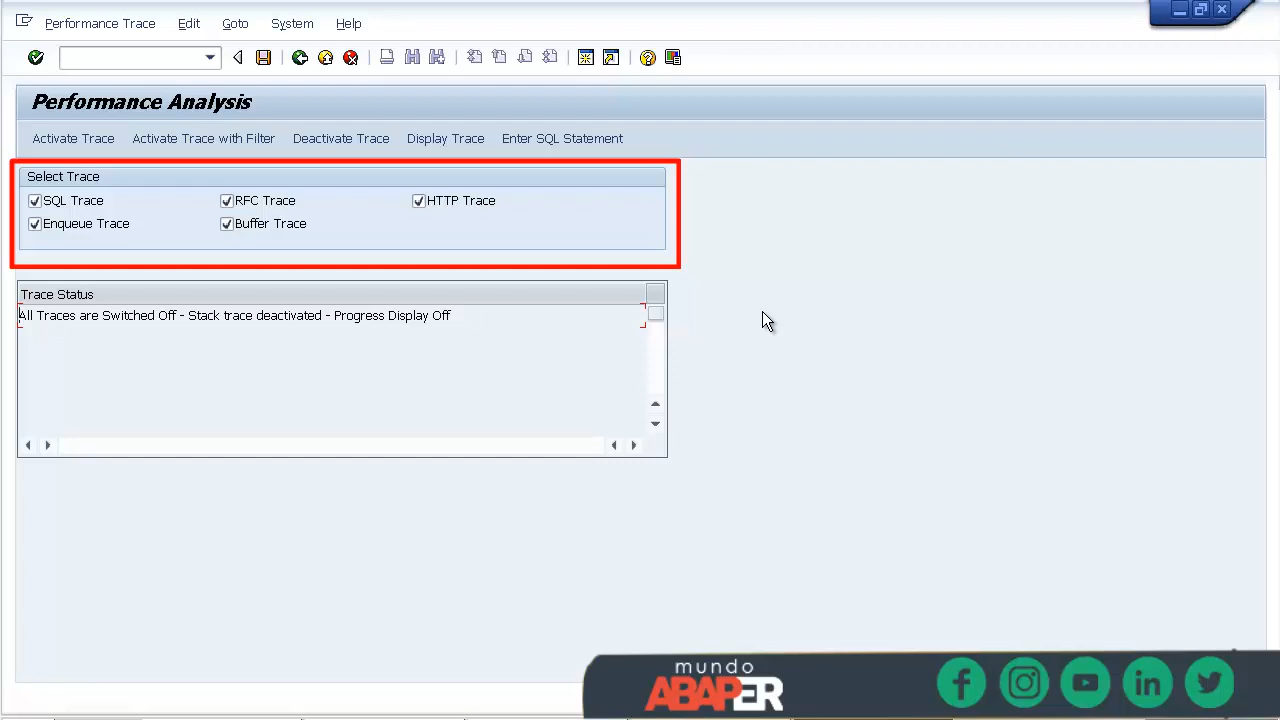 Performance Trace Edit Goto System Help
Performance Analysis
Activate Trace Activate Trace with Filter Deactivate Trace Display Trace Enter SQL Statement
Select Trace
SQL Trace RFC Trace HTTP Trace
Enqueue Trace Buffer Trace
Trace Status
All Traces are Switched Off - Stack trace deactivated - Progress Display Off
mundo
ABAPER